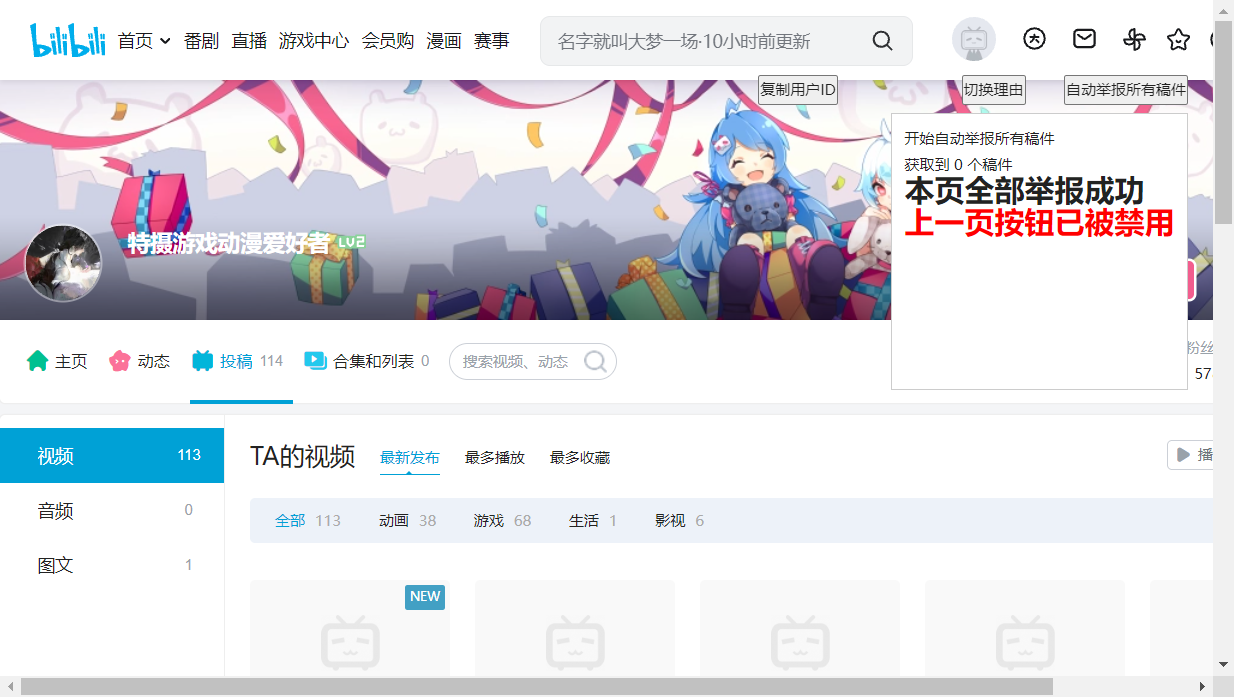 bilibili 首页 番剧 直播 游戏中心 会员购 漫画 赛事 名字就叫大梦一场·10小时前更新
复制用户ID 切换理由 自动举报所有稿件
开始自动举报所有稿件
获取到 0 个稿件
本页全部举报成功
上一页按钮已被禁用
特摄游戏动漫爱好者 LV2
主页 动态 投稿 114 合集和列表 0 搜索视频、动态
粉丝
57
视频 113
音频 0
图文 1
TA的视频 最新发布 最多播放 最多收藏 播
全部 113 动画 38 游戏 68 生活 1 影视 6
NEW